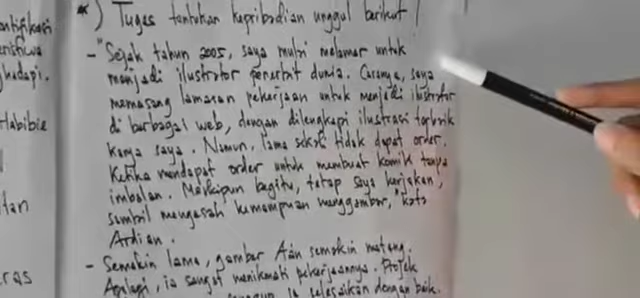 *) Tugas tentukan kepribadian unggul berikut!
- "Sejak tahun 2005, saya mulai melamar untuk
menjadi ilustrator penerbit dunia. Caranya, saya
memasang lamaran pekerjaan untuk menjadi ilustrator
di berbagai web, dengan dilengkapi ilustrasi terbaik
karya saya. Namun, lama sekali tidak dapat order.
Ketika mendapat order untuk membuat komik tanpa
imbalan. Meskipun begitu, tetap saya kerjakan,
sambil mengasah kemampuan menggambar," kata
Ardian.
- Semakin lama, gambar Aan semakin matang.
Apalagi, ia sangat menikmati pekerjaannya. Projek
ia selesaikan dengan baik.
erishiwa
hadapi.
Habibie
ras